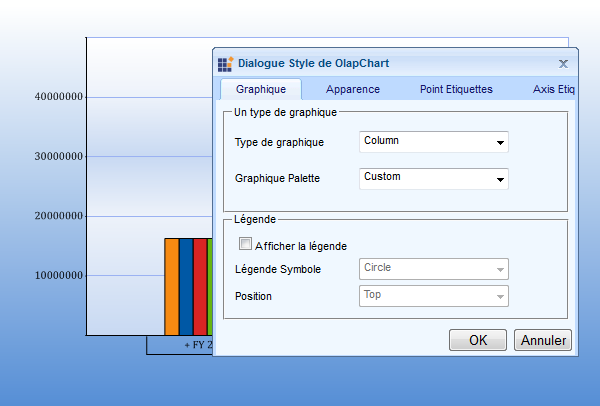 40000000
30000000
20000000
10000000
+ FY 2
Dialogue Style de OlapChart
Graphique Apparence Point Etiquettes Axis Etiq
Un type de graphique
Type de graphique Column
Graphique Palette Custom
Légende
Afficher la légende
Légende Symbole Circle
Position Top
OK Annuler